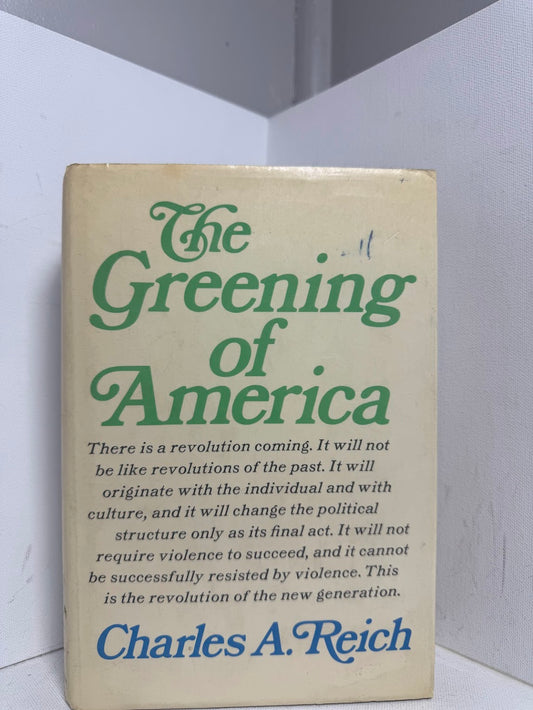 The
Greening
of
America
There is a revolution coming. It will not
be like revolutions of the past. It will
originate with the individual and with
culture, and it will change the political
structure only as its final act. It will not
require violence to succeed, and it cannot
be successfully resisted by violence. This
is the revolution of the new generation.
Charles A. Reich